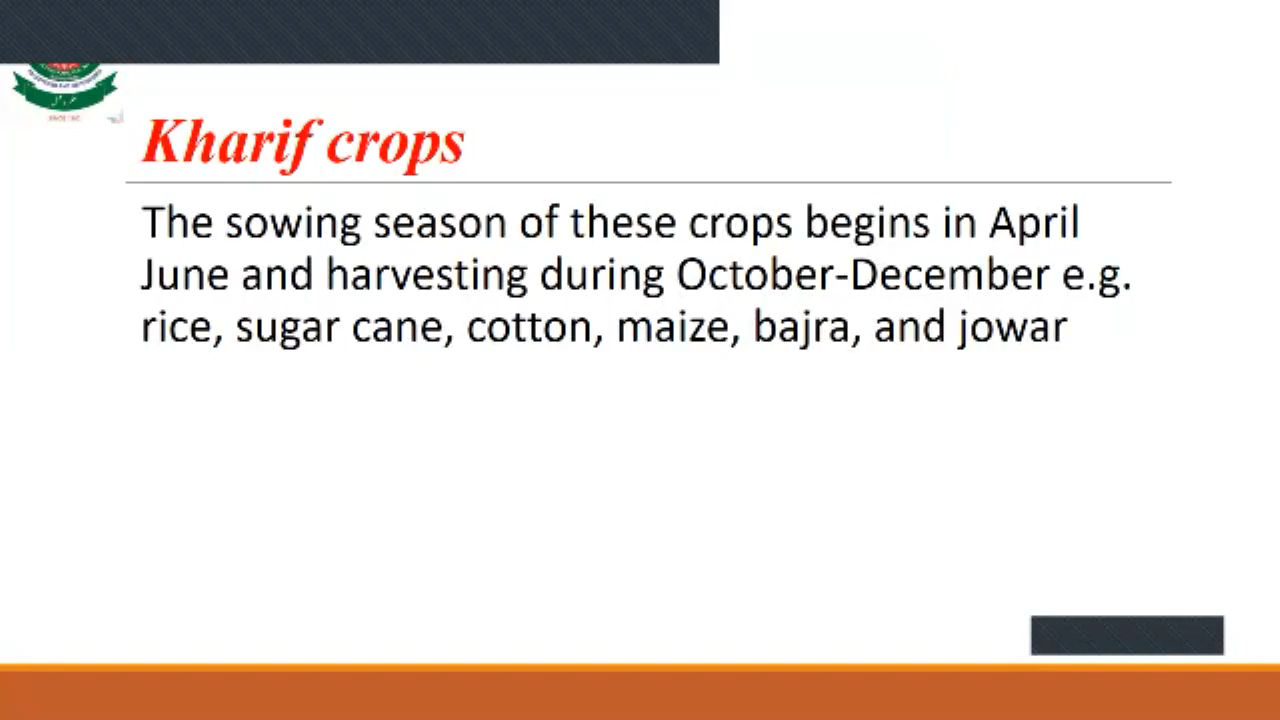 Kharif crops
The sowing season of these crops begins in April
June and harvesting during October-December e.g.
rice, sugar cane, cotton, maize, bajra, and jowar